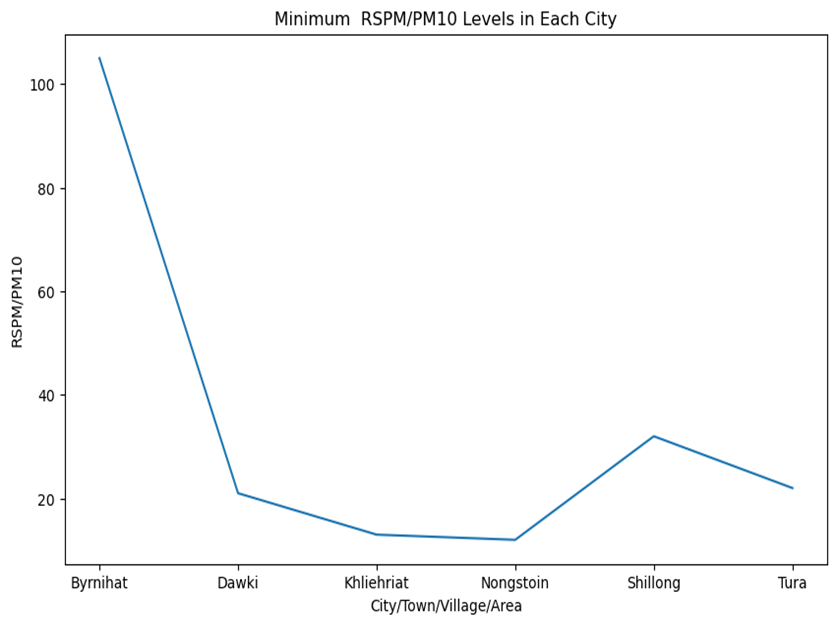 Minimum  RSPM/PM10 Levels in Each City
RSPM/PM10
100
80
60
40
20
Byrnihat Dawki Khliehriat Nongstoin Shillong Tura
City/Town/Village/Area